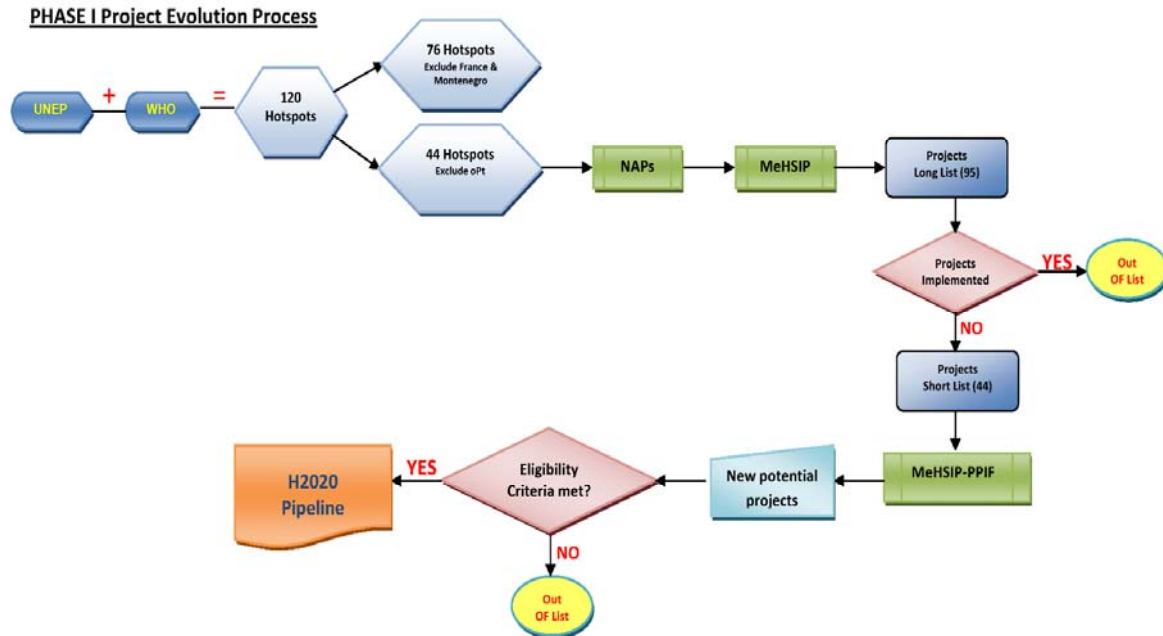 PHASE I Project Evolution Process
76 Hotspots
Exclude France &
Montenegro
UNEP
+
WHO
=
120
Hotspots
44 Hotspots
Exclude oPt
NAPs
MeHSIP
Projects
Long List (95)
Projects
Implemented
YES
Out
OF List
NO
Projects
Short List (44)
MeHSIP-PPIF
New potential
projects
Eligibility
Criteria met?
YES
H2020
Pipeline
NO
Out
OF List